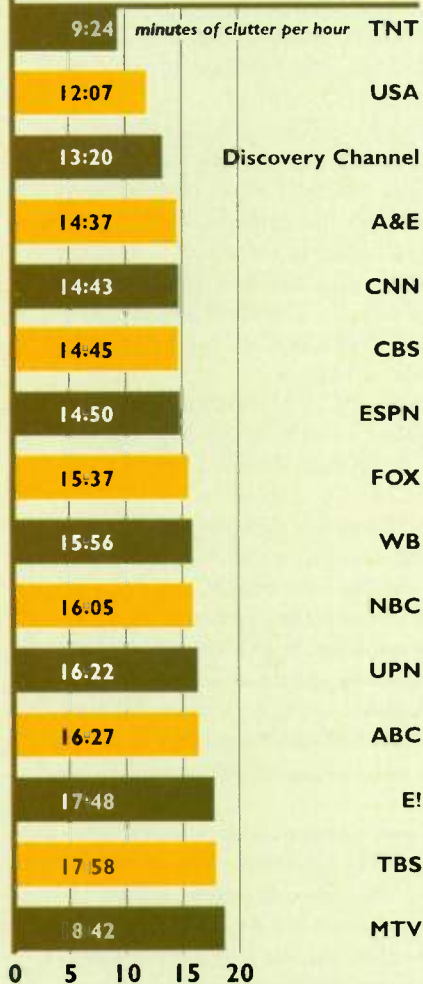 9:24 minutes of clutter per hour TNT
12:07 USA
13:20 Discovery Channel
14:37 A&E
14:43 CNN
14:45 CBS
14:50 ESPN
15:37 FOX
15:56 WB
16:05 NBC
16:22 UPN
16:27 ABC
17:48 E!
17:58 TBS
18:42 MTV
0 5 10 15 20